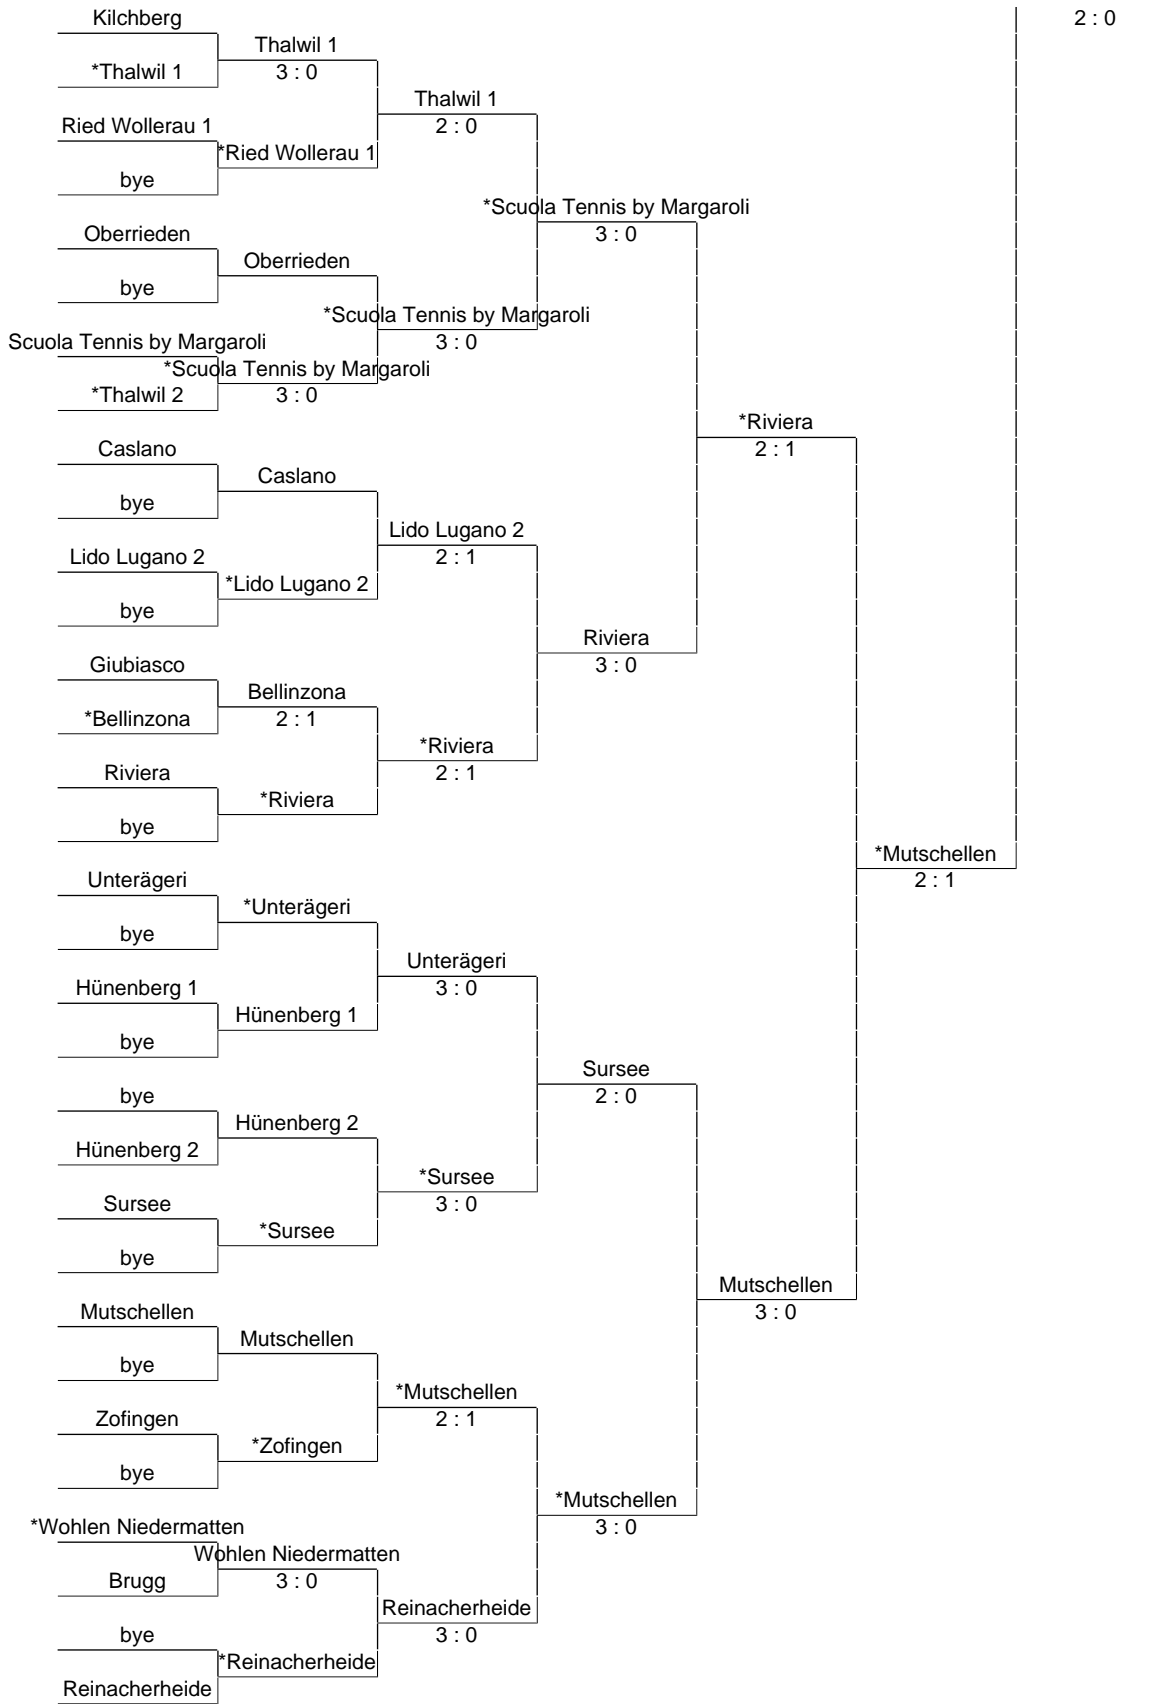 Kilchberg
2 : 0
Thalwil 1
*Thalwil 1
3 : 0
Thalwil 1
Ried Wollerau 1
2 : 0
*Ried Wollerau 1
bye
*Scuola Tennis by Margaroli
Oberrieden
3 : 0
Oberrieden
bye
*Scuola Tennis by Margaroli
Scuola Tennis by Margaroli
3 : 0
*Scuola Tennis by Margaroli
*Thalwil 2
3 : 0
*Riviera
Caslano
2 : 1
Caslano
bye
Lido Lugano 2
Lido Lugano 2
2 : 1
*Lido Lugano 2
bye
Riviera
Giubiasco
3 : 0
Bellinzona
*Bellinzona
2 : 1
*Riviera
Riviera
2 : 1
*Riviera
bye
*Mutschellen
Unterägeri
2 : 1
*Unterägeri
bye
Unterägeri
Hünenberg 1
3 : 0
Hünenberg 1
bye
Sursee
bye
2 : 0
Hünenberg 2
Hünenberg 2
*Sursee
Sursee
3 : 0
*Sursee
bye
Mutschellen
Mutschellen
3 : 0
Mutschellen
bye
*Mutschellen
Zofingen
2 : 1
*Zofingen
bye
*Mutschellen
*Wohlen Niedermatten
3 : 0
Wohlen Niedermatten
Brugg
3 : 0
Reinacherheide
bye
3 : 0
*Reinacherheide
Reinacherheide